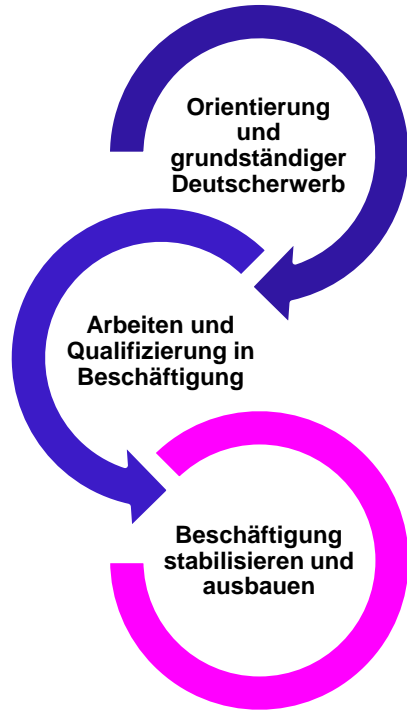 Orientierung
und
grundständiger
Deutscherwerb
Arbeiten und
Qualifizierung in
Beschäftigung
Beschäftigung
stabilisieren und
ausbauen